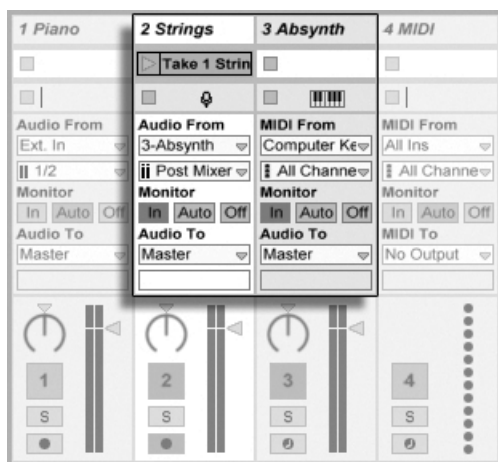 1 Piano
2 Strings
3 Absynth
4 MIDI
Take 1 Strin
Audio From
Audio From
MIDI From
MIDI From
Ext. In
3-Absynth
Computer Ke
All Ins
1/2
Post Mixer
All Channe
All Channe
Monitor
Monitor
Monitor
Monitor
In Auto Off
In Auto Off
In Auto Off
In Auto Off
Audio To
Audio To
Audio To
MIDI To
Master
Master
Master
No Output
1
2
3
4
S
S
S
S